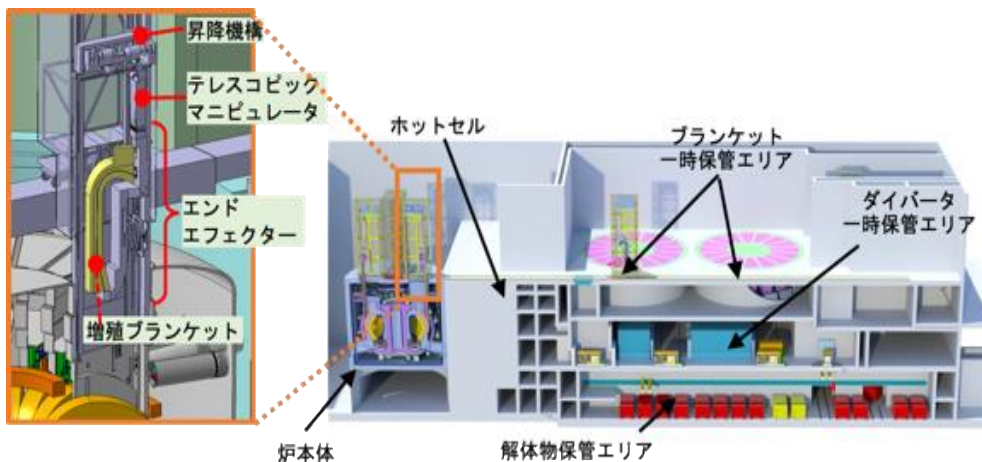 昇降機構
テレスコピック
マニピュレータ
エンド
エフェクター
増殖ブランケット
ホットセル
ブランケット
一時保管エリア
ダイバータ
一時保管エリア
炉本体
解体物保管エリア